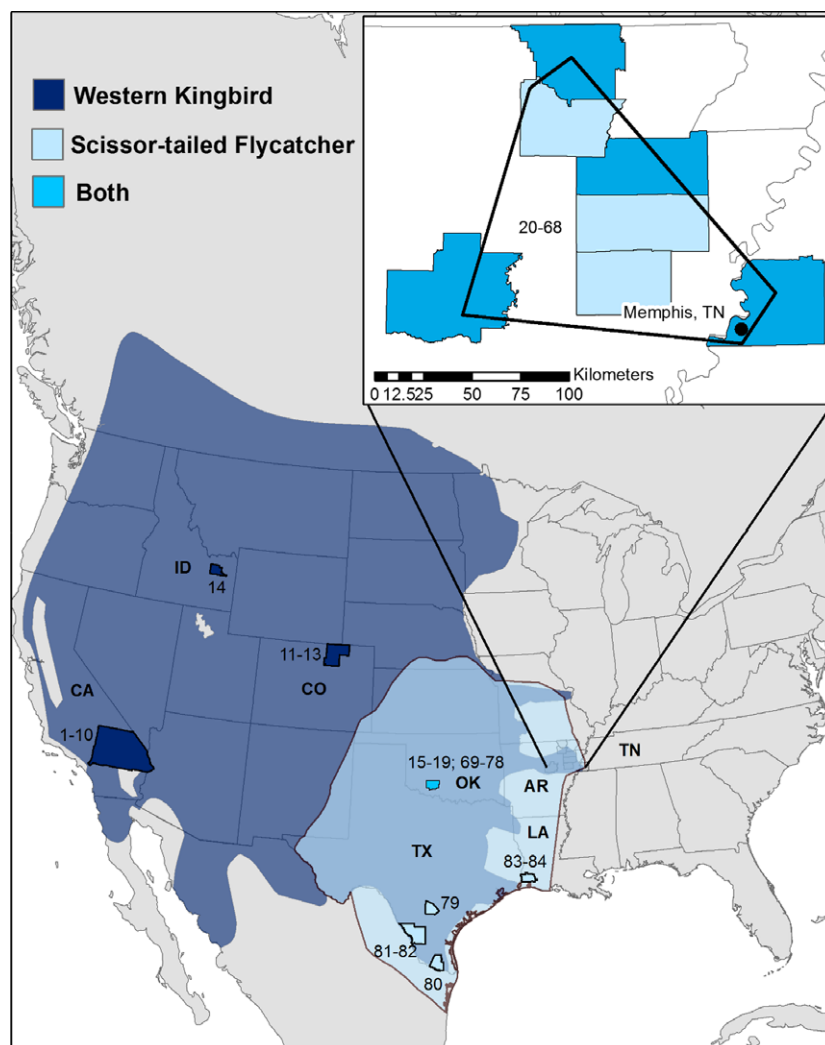 Western Kingbird
Scissor-tailed Flycatcher
Both
20-68
Memphis, TN
Kilometers
0 12.525 50 75 100
ID
14
11-13
CO
CA
1-10
TN
15-19; 69-78
OK
AR
LA
TX
83-84
79
81-82
80